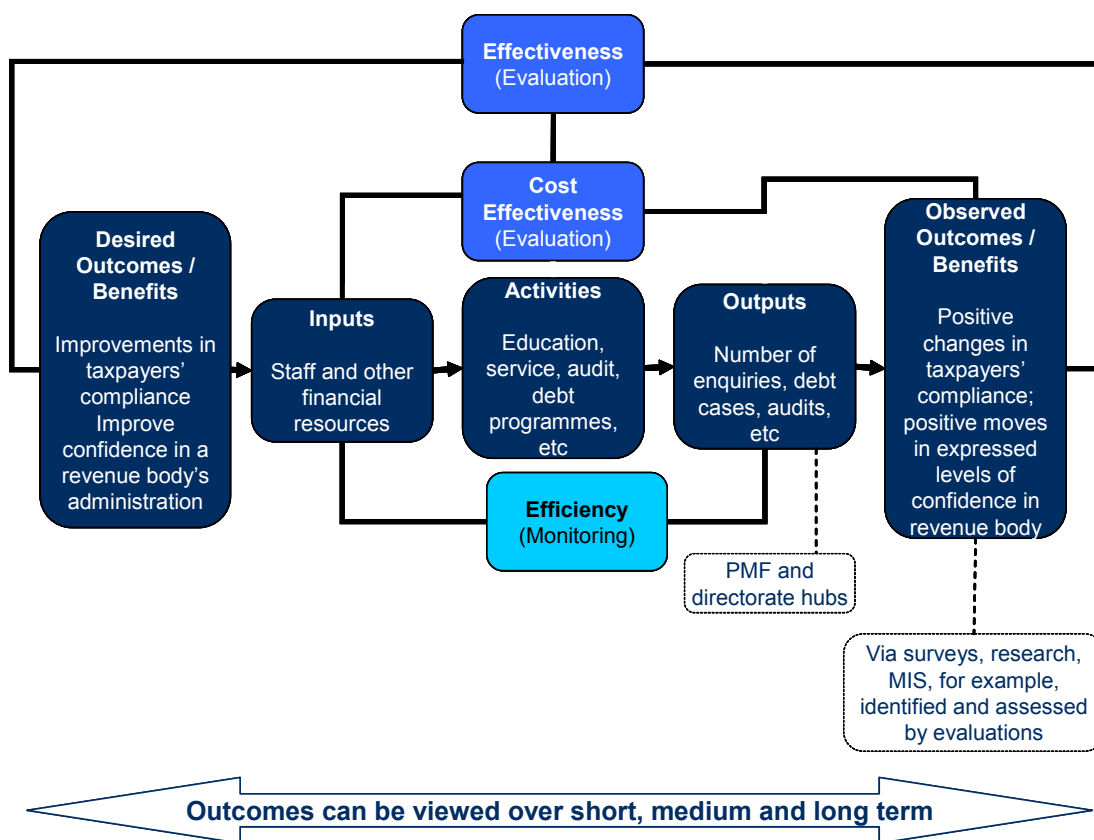 Effectiveness
(Evaluation)
Cost
Effectiveness
(Evaluation)
Desired
Outcomes /
Benefits
Improvements in
taxpayers’
compliance
Improve
confidence in a
revenue body’s
administration
Inputs
Staff and other
financial
resources
Activities
Education,
service, audit,
debt
programmes,
etc
Outputs
Number of
enquiries, debt
cases, audits,
etc
Observed
Outcomes /
Benefits
Positive
changes in
taxpayers’
compliance;
positive moves
in expressed
levels of
confidence in
revenue body
Efficiency
(Monitoring)
PMF and
directorate hubs
Via surveys, research,
MIS, for example,
identified and assessed
by evaluations
Outcomes can be viewed over short, medium and long term